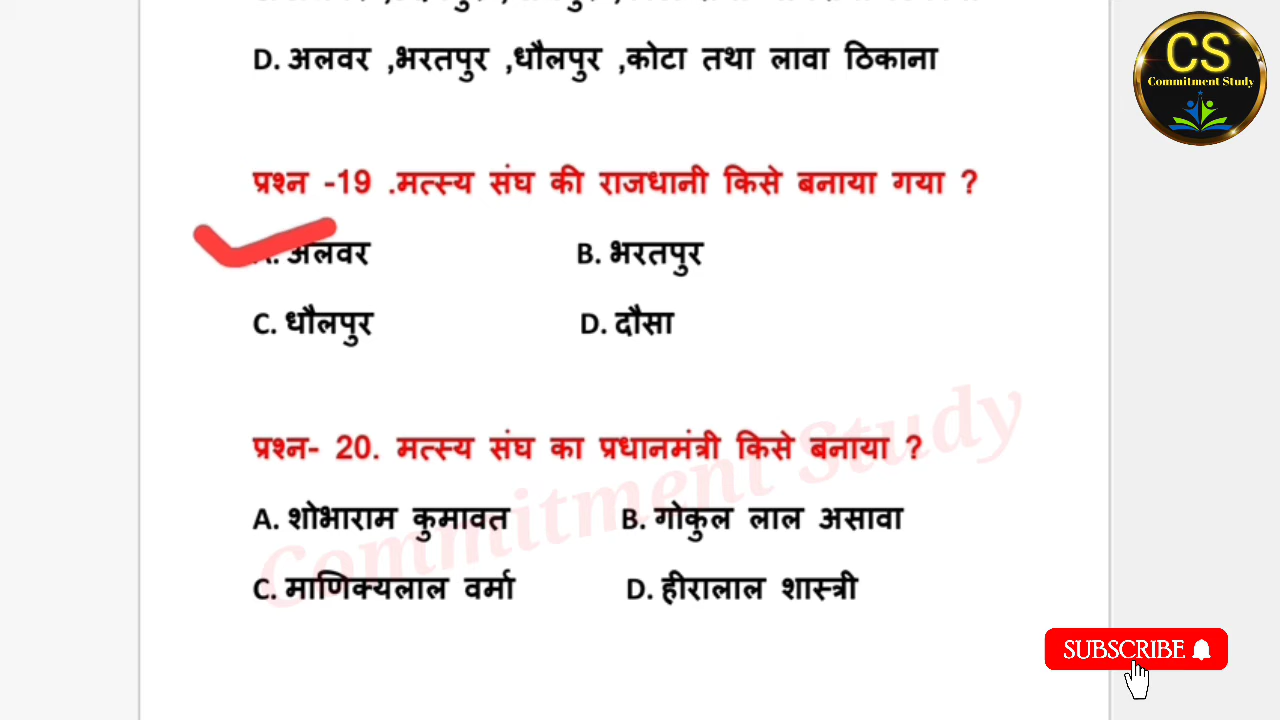 D. अलवर ,भरतपुर ,धौलपुर ,कोटा तथा लावा ठिकाना
CS
Commitment Study
प्रश्न -19 .मत्स्य संघ की राजधानी किसे बनाया गया ?
A. अलवर B. भरतपुर
C. धौलपुर D. दौसा
प्रश्न- 20. मत्स्य संघ का प्रधानमंत्री किसे बनाया ?
A. शोभाराम कुमावत B. गोकुल लाल असावा
C. माणिक्यलाल वर्मा D. हीरालाल शास्त्री
Commitment Study
SUBSCRIBE